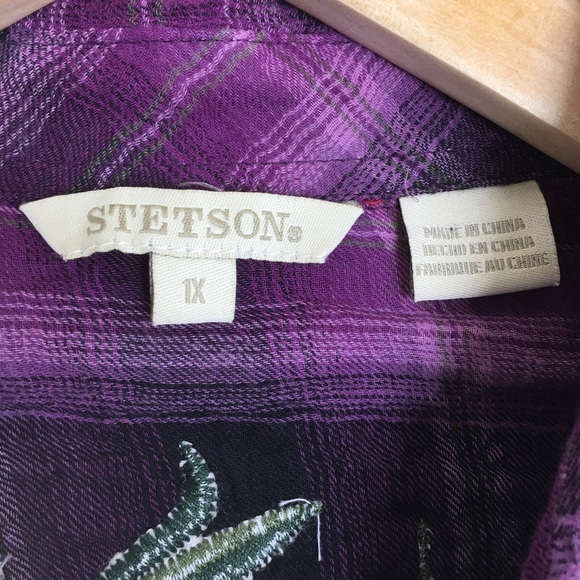 STETSON®
1X
MADE IN CHINA
HECHO EN CHINA
FABRIQUE AU CHINE